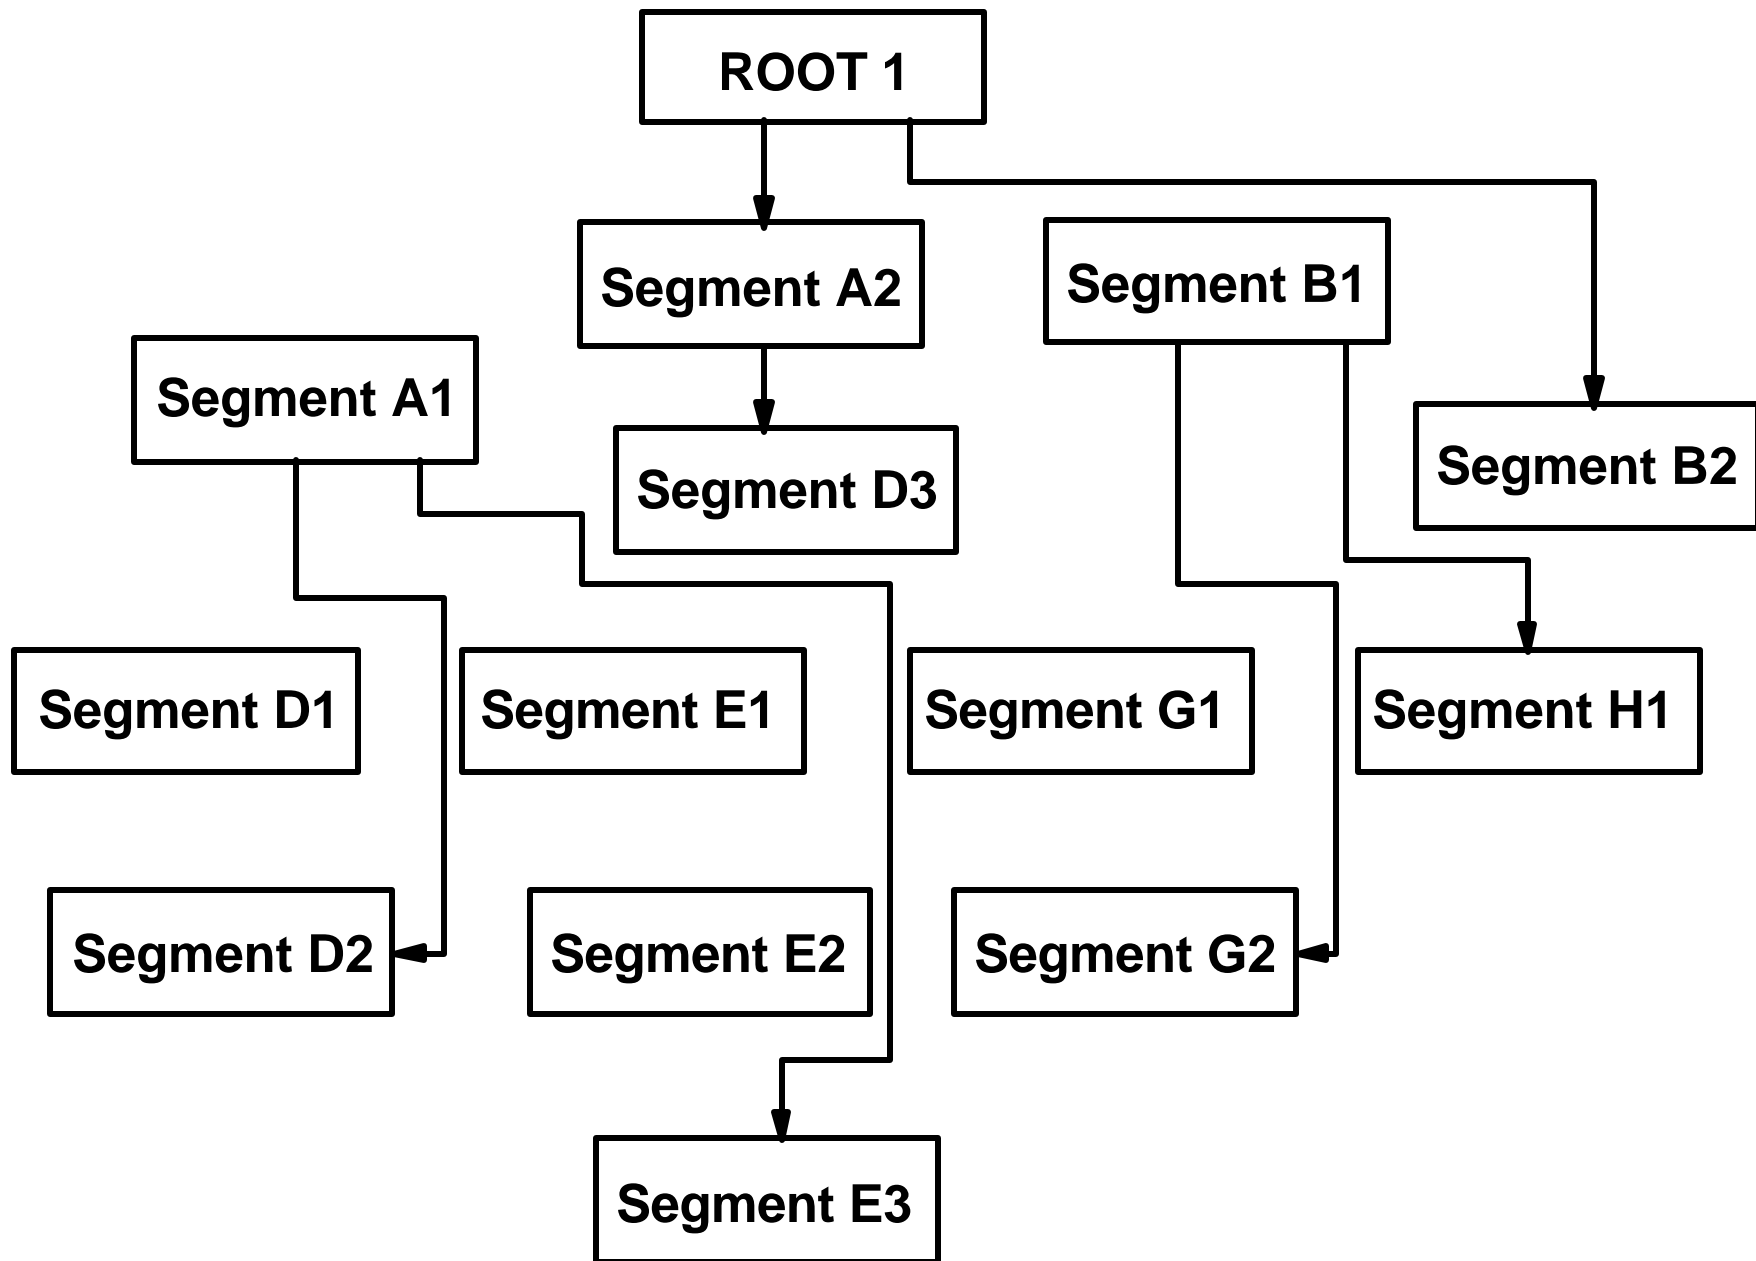 ROOT 1
Segment A2
Segment B1
Segment A1
Segment B2
Segment D3
Segment D1
Segment E1
Segment G1
Segment H1
Segment D2
Segment E2
Segment G2
Segment E3